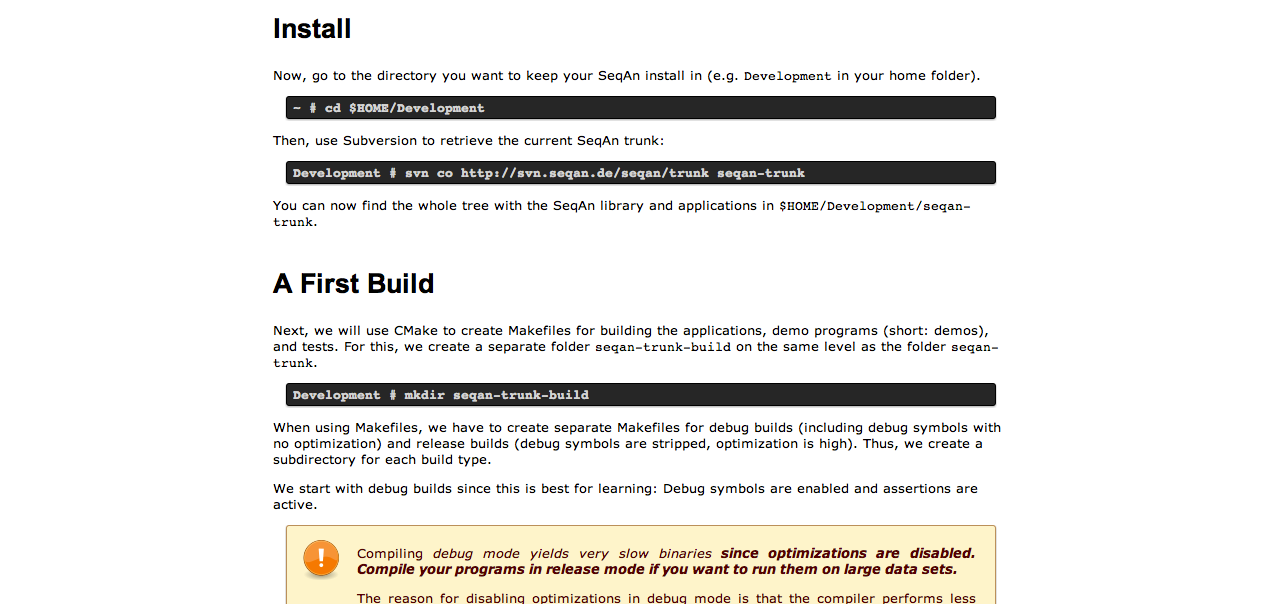 Install
Now, go to the directory you want to keep your SeqAn install in (e.g. Development in your home folder).
~ # cd $HOME/Development
Then, use Subversion to retrieve the current SeqAn trunk:
Development # svn co http://svn.seqan.de/seqan/trunk seqan-trunk
You can now find the whole tree with the SeqAn library and applications in $HOME/Development/seqan-
trunk.
A First Build
Next, we will use CMake to create Makefiles for building the applications, demo programs (short: demos),
and tests. For this, we create a separate folder seqan-trunk-build on the same level as the folder seqan-
trunk.
Development # mkdir seqan-trunk-build
When using Makefiles, we have to create separate Makefiles for debug builds (including debug symbols with
no optimization) and release builds (debug symbols are stripped, optimization is high). Thus, we create a
subdirectory for each build type.
We start with debug builds since this is best for learning: Debug symbols are enabled and assertions are
active.
!
Compiling debug mode yields very slow binaries since optimizations are disabled.
Compile your programs in release mode if you want to run them on large data sets.
The reason for disabling optimizations in debug mode is that the compiler performs less